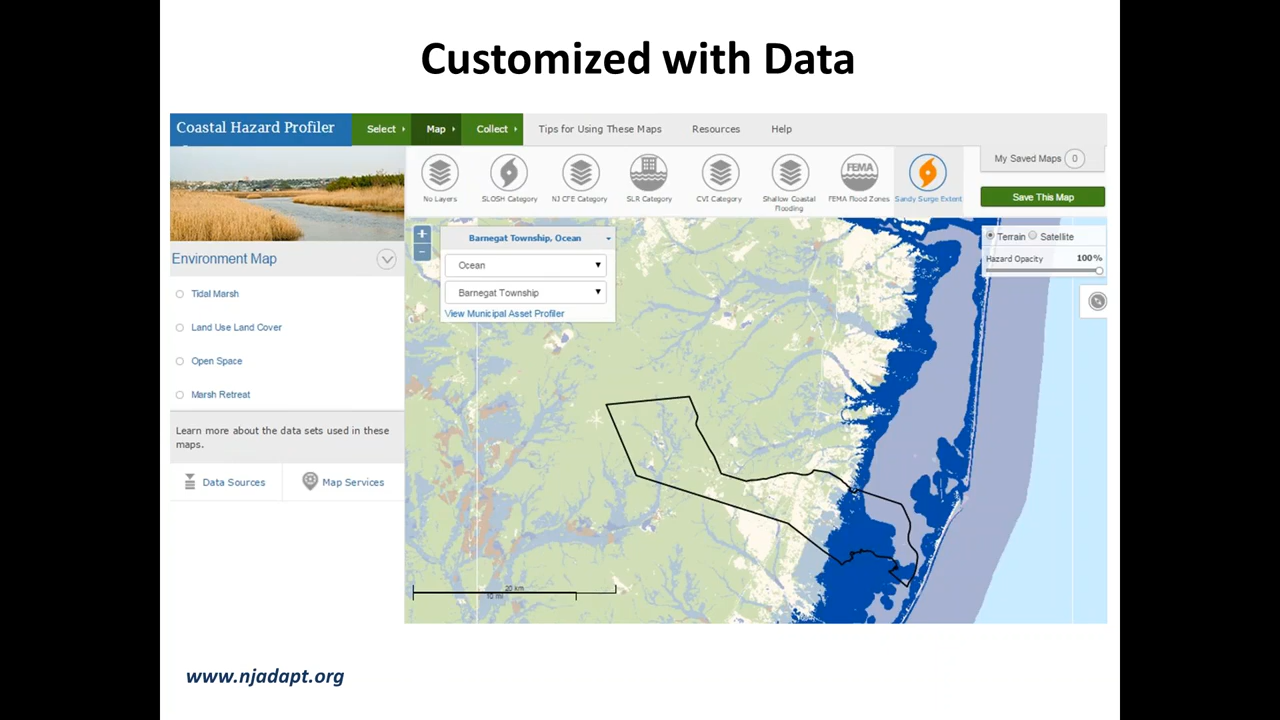 Customized with Data
Coastal Hazard Profiler
Select
Map
Collect
Tips for Using These Maps
Resources
Help
No Layers
SLOSH Category
NJ CFE Category
SLR Category
CVI Category
Shallow Coastal
Flooding
FEMA
FEMA Flood Zones
Sandy Surge Extent
My Saved Maps 0
Save This Map
Environment Map
Tidal Marsh
Land Use Land Cover
Open Space
Marsh Retreat
Learn more about the data sets used in these
maps.
Data Sources
Map Services
+
−
Barnegat Township, Ocean
Ocean
Barnegat Township
View Municipal Asset Profiler
Terrain
Satellite
Hazard Opacity 100%
20 km
10 mi
www.njadapt.org